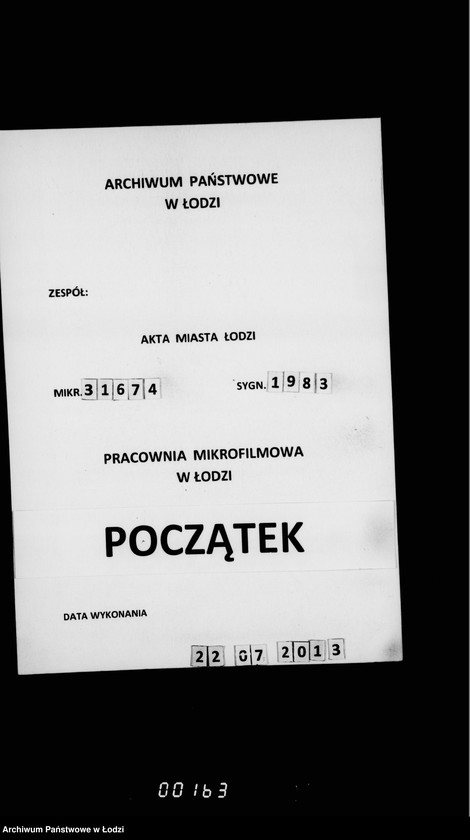 ARCHIWUM PAŃSTWOWE
W ŁODZI
ZESPÓŁ:
AKTA MIASTA ŁODZI
MIKR. 31674 SYGN. 1983
PRACOWNIA MIKROFILMOWA
W ŁODZI
POCZĄTEK
DATA WYKONANIA
22 07 2013
00163
Archiwum Państwowe w Łodzi